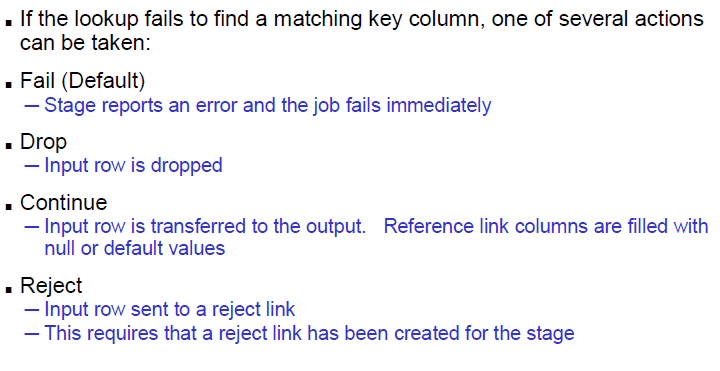 ▪ If the lookup fails to find a matching key column, one of several actions
can be taken:
▪ Fail (Default)
– Stage reports an error and the job fails immediately
▪ Drop
– Input row is dropped
▪ Continue
– Input row is transferred to the output. Reference link columns are filled with
null or default values
▪ Reject
– Input row sent to a reject link
– This requires that a reject link has been created for the stage